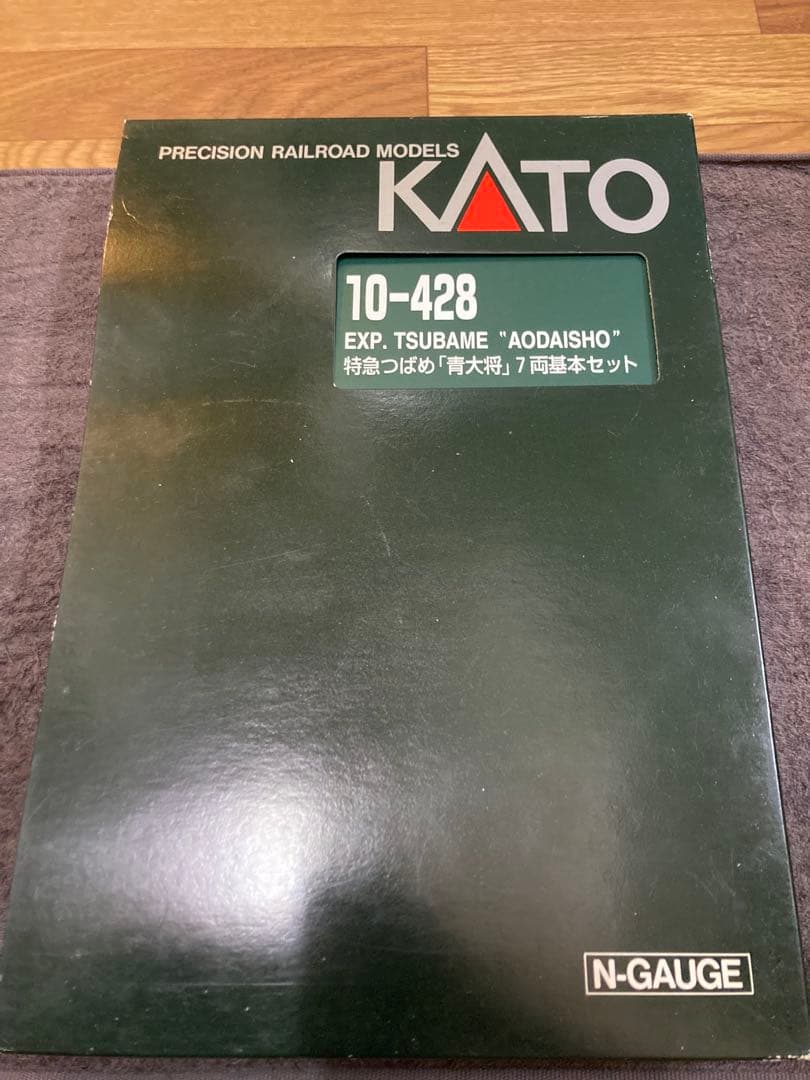 PRECISION RAILROAD MODELS
KATO
10-428
EXP. TSUBAME "AODAISHO"
特急つばめ「青大将」7両基本セット
N-GAUGE